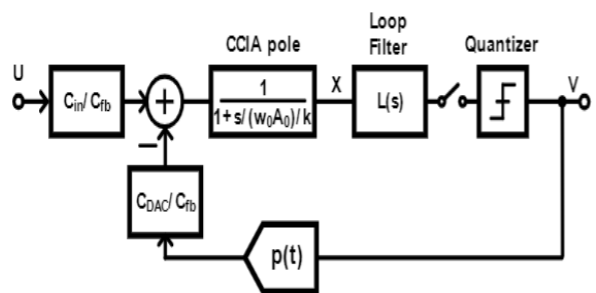 Loop
CCIA pole
Filter
Quantizer
U
Cin/ Cfb
+
1
1+s/(w0A0)/k
X
L(s)
V
−
CDAC/ Cfb
p(t)